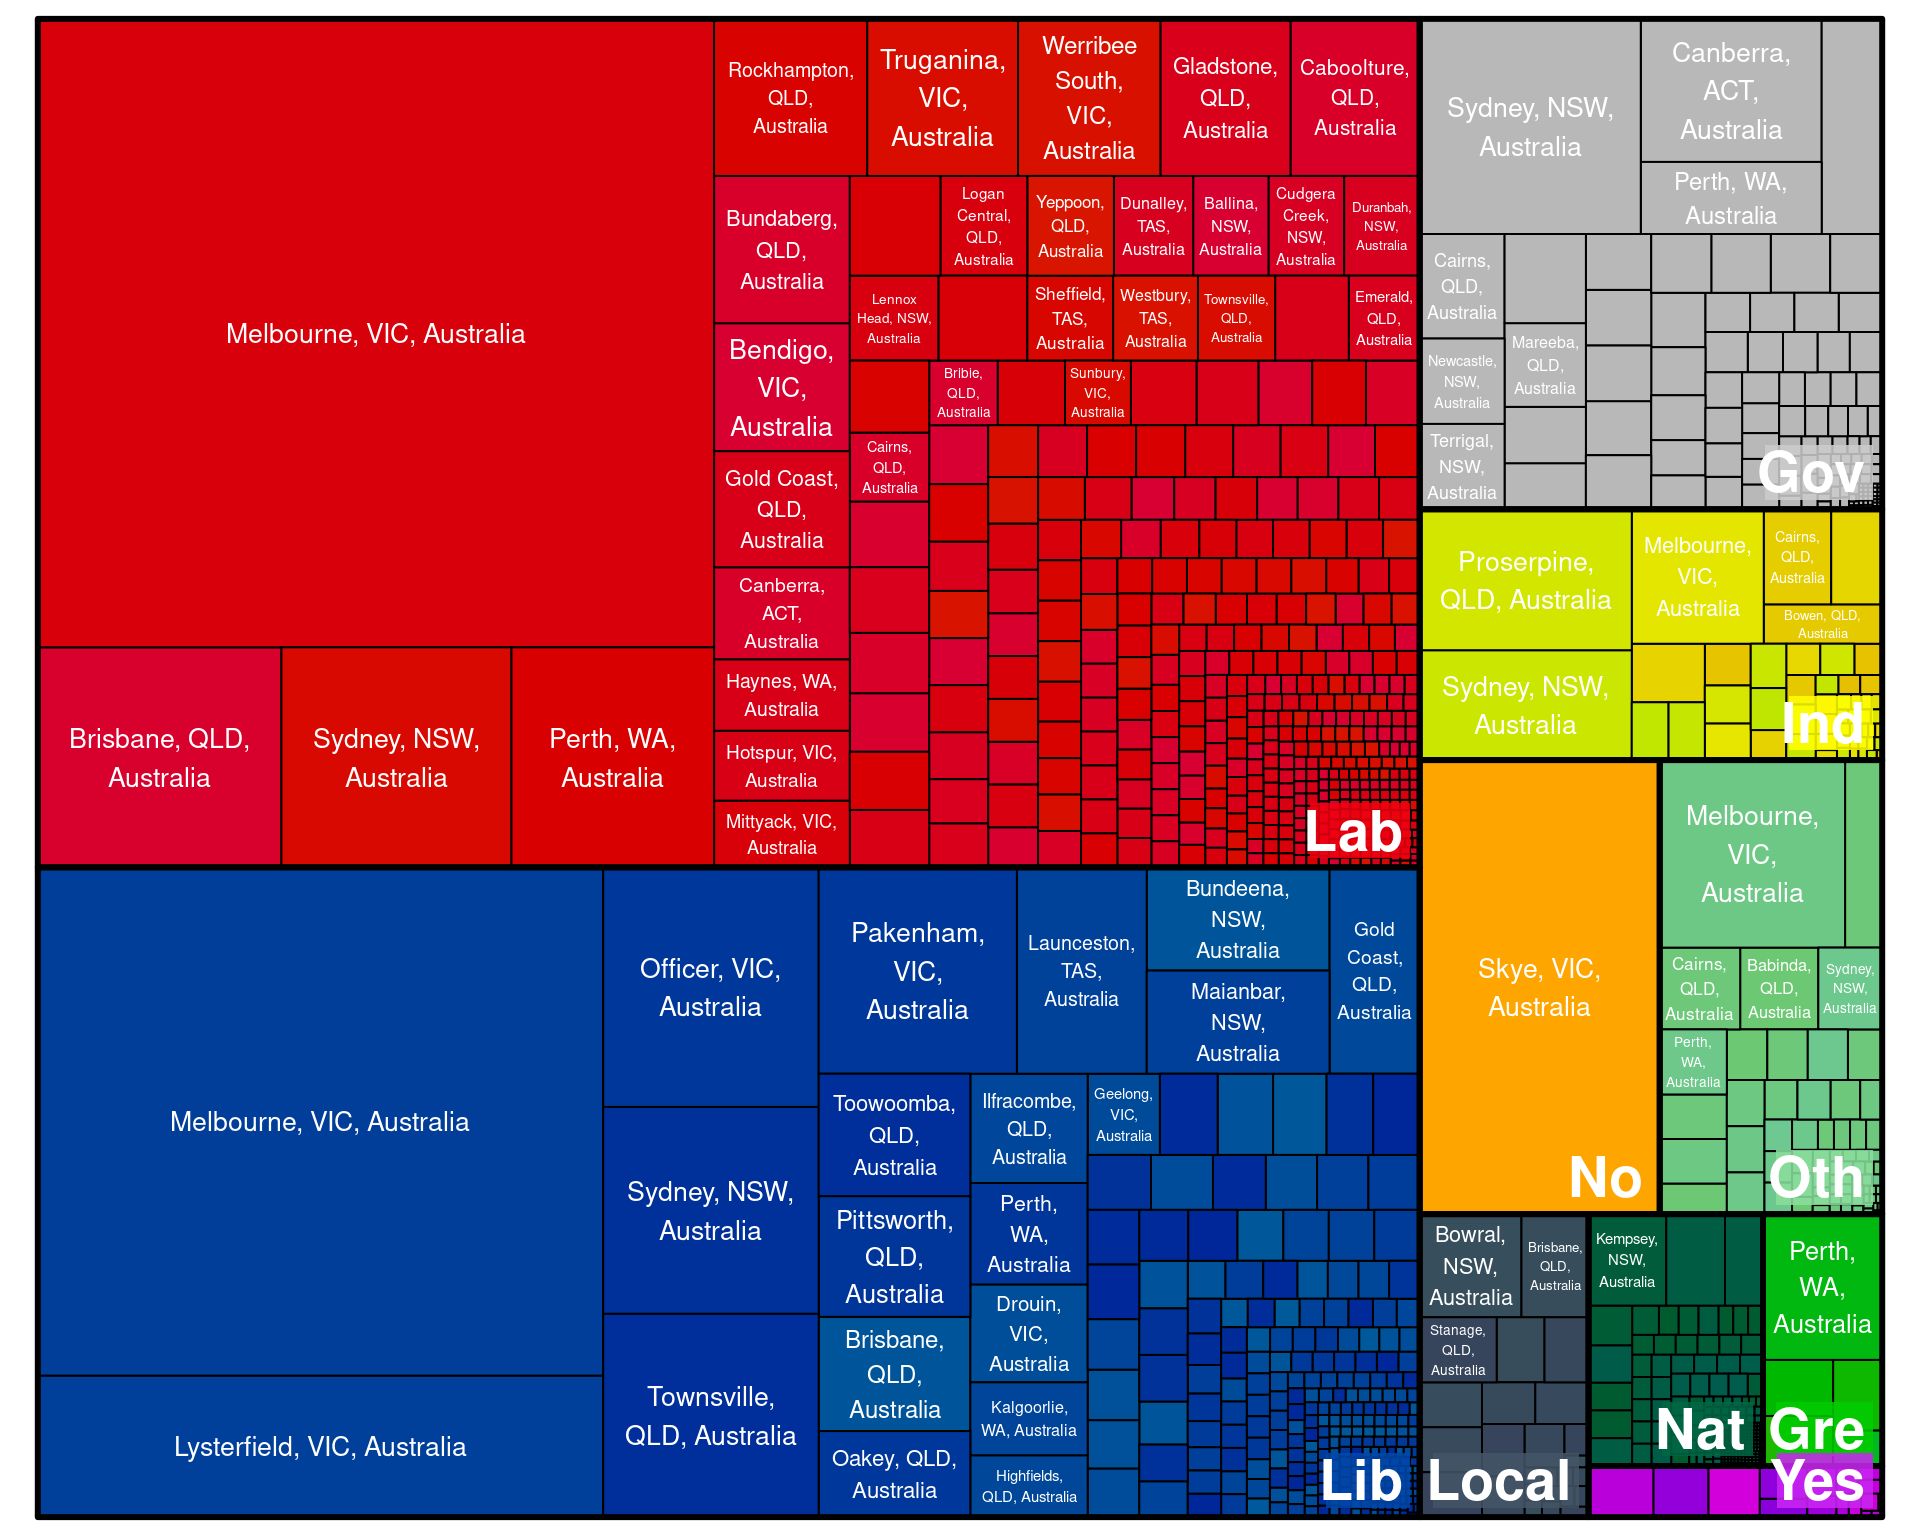 Melbourne, VIC, Australia
Brisbane, QLD,
Australia
Sydney, NSW,
Australia
Perth, WA,
Australia
Rockhampton,
QLD,
Australia
Truganina,
VIC,
Australia
Werribee
South,
VIC,
Australia
Gladstone,
QLD,
Australia
Caboolture,
QLD,
Australia
Bundaberg,
QLD,
Australia
Bendigo,
VIC,
Australia
Gold Coast,
QLD,
Australia
Canberra,
ACT,
Australia
Haynes, WA,
Australia
Hotspur, VIC,
Australia
Mittyack, VIC,
Australia
Logan
Central,
QLD,
Australia
Yeppoon,
QLD,
Australia
Dunalley,
TAS,
Australia
Ballina,
NSW,
Australia
Cudgera
Creek,
NSW,
Australia
Duranbah,
NSW,
Australia
Lennox
Head, NSW,
Australia
Sheffield,
TAS,
Australia
Westbury,
TAS,
Australia
Townsville,
QLD,
Australia
Emerald,
QLD,
Australia
Bribie,
QLD,
Australia
Sunbury,
VIC,
Australia
Cairns,
QLD,
Australia
Lab
Melbourne, VIC, Australia
Lysterfield, VIC, Australia
Officer, VIC,
Australia
Sydney, NSW,
Australia
Townsville,
QLD, Australia
Pakenham,
VIC,
Australia
Launceston,
TAS,
Australia
Bundeena,
NSW,
Australia
Maianbar,
NSW,
Australia
Gold
Coast,
QLD,
Australia
Toowoomba,
QLD,
Australia
Pittsworth,
QLD,
Australia
Brisbane,
QLD,
Australia
Oakey, QLD,
Australia
Ilfracombe,
QLD,
Australia
Perth,
WA,
Australia
Drouin,
VIC,
Australia
Kalgoorlie,
WA, Australia
Highfields,
QLD, Australia
Geelong,
VIC,
Australia
Lib
Sydney, NSW,
Australia
Canberra,
ACT,
Australia
Perth, WA,
Australia
Cairns,
QLD,
Australia
Newcastle,
NSW,
Australia
Terrigal,
NSW,
Australia
Mareeba,
QLD,
Australia
Gov
Proserpine,
QLD, Australia
Sydney, NSW,
Australia
Melbourne,
VIC,
Australia
Cairns,
QLD,
Australia
Bowen, QLD,
Australia
Ind
Skye, VIC,
Australia
No
Melbourne,
VIC,
Australia
Cairns,
QLD,
Australia
Babinda,
QLD,
Australia
Sydney,
NSW,
Australia
Perth,
WA,
Australia
Oth
Bowral,
NSW,
Australia
Brisbane,
QLD,
Australia
Stanage,
QLD,
Australia
Local
Kempsey,
NSW,
Australia
Nat
Perth,
WA,
Australia
Gre
Yes